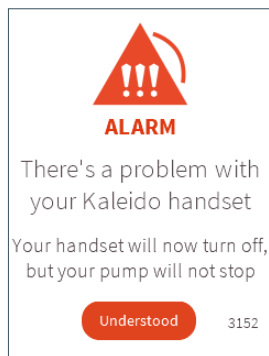 !!!
ALARM
There's a problem with
your Kaleido handset
Your handset will now turn off,
but your pump will not stop
Understood
3152